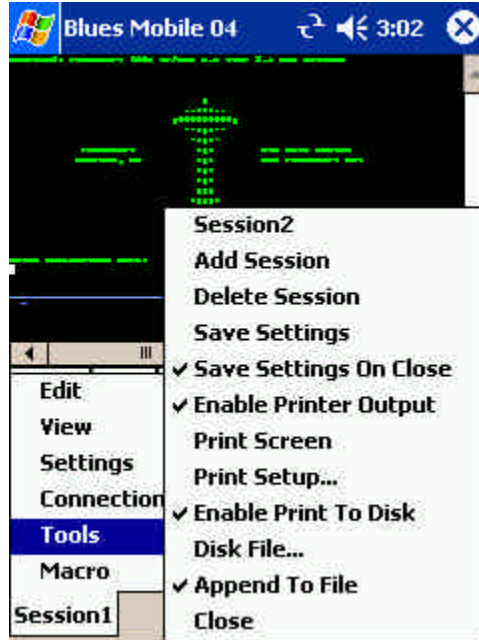 Blues Mobile 04 3:02
Session2
Add Session
Delete Session
Save Settings
Save Settings On Close
Enable Printer Output
Print Screen
Print Setup...
Enable Print To Disk
Disk File...
Append To File
Close
Edit
View
Settings
Connection
Tools
Macro
Session1